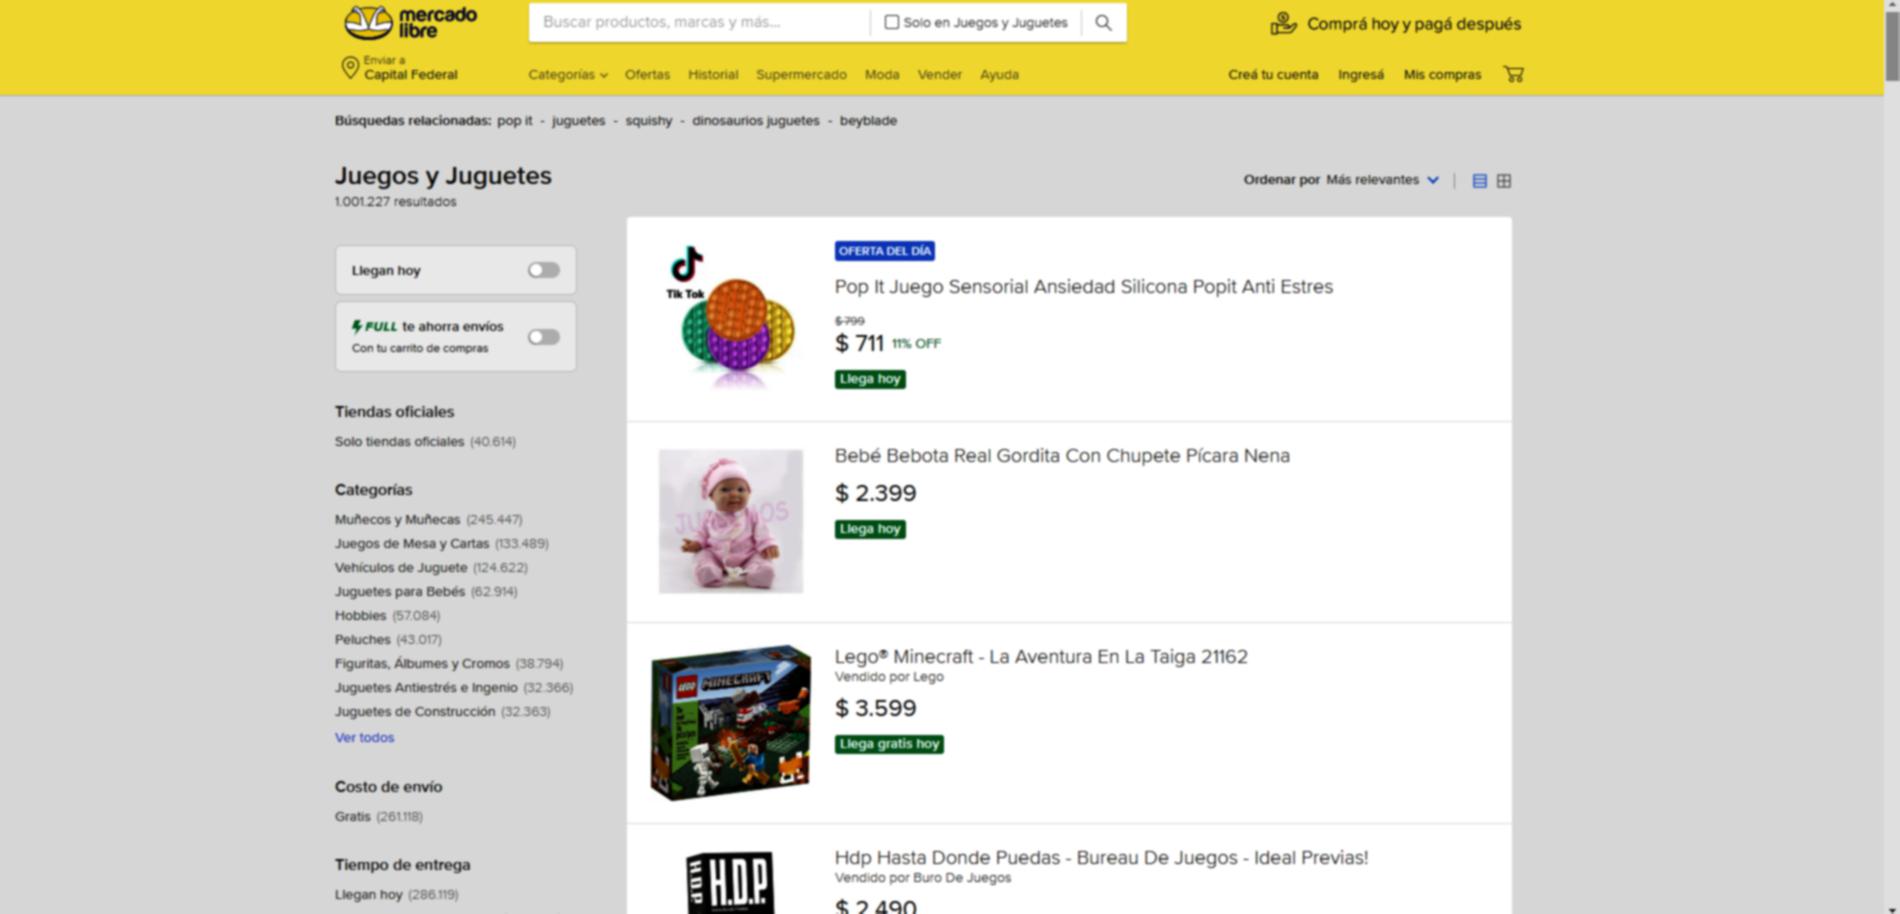 mercado
libre
Buscar productos, marcas y más...
Solo en Juegos y Juguetes
Comprá hoy y pagá después
Enviar a
Capital Federal
Categorías
Ofertas
Historial
Supermercado
Moda
Vender
Ayuda
Creá tu cuenta
Ingresá
Mis compras
Búsquedas relacionadas: pop it - juguetes - squishy - dinosaurios juguetes - beyblade
Juegos y Juguetes
1.001.227 resultados
Ordenar por Más relevantes
Llegan hoy
FULL te ahorra envíos
Con tu carrito de compras
Tiendas oficiales
Solo tiendas oficiales (40.614)
Categorías
Muñecos y Muñecas (245.447)
Juegos de Mesa y Cartas (133.489)
Vehículos de Juguete (124.622)
Juguetes para Bebés (62.914)
Hobbies (57.084)
Peluches (43.017)
Figuritas, Álbumes y Cromos (38.794)
Juguetes Antiestrés e Ingenio (32.366)
Juguetes de Construcción (32.363)
Ver todos
Costo de envío
Gratis (261.118)
Tiempo de entrega
Llegan hoy (286.119)
Tik Tok
OFERTA DEL DÍA
Pop It Juego Sensorial Ansiedad Silicona Popit Anti Estres
$ 799
$ 711 11% OFF
Llega hoy
Bebé Bebota Real Gordita Con Chupete Pícara Nena
$ 2.399
Llega hoy
LEGO MINECRAFT
Lego® Minecraft - La Aventura En La Taiga 21162
Vendido por Lego
$ 3.599
Llega gratis hoy
HDP
H.D.P.
Hdp Hasta Donde Puedas - Bureau De Juegos - Ideal Previas!
Vendido por Buro De Juegos
$ 2.490